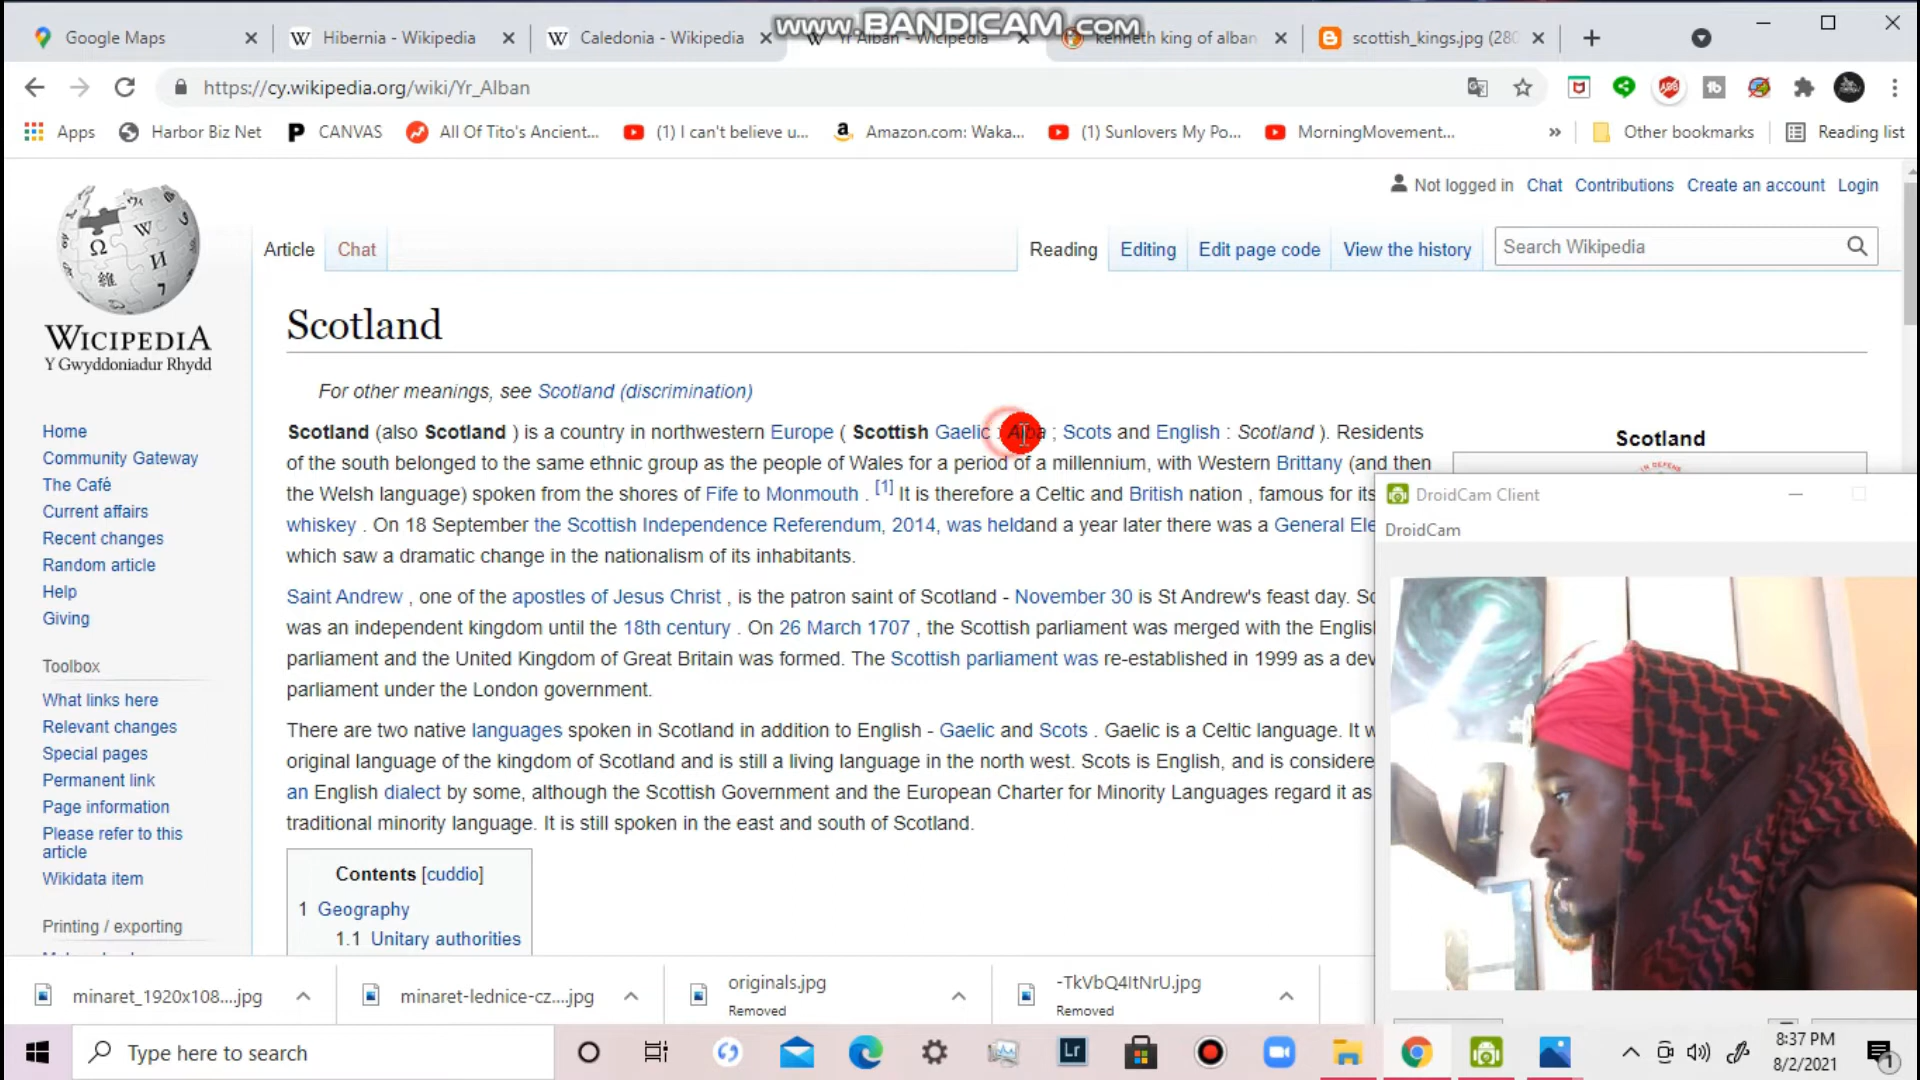 www.BANDICAM.com
Google Maps
Hibernia - Wikipedia
Caledonia - Wikipedia
Yr Alban - Wicipedia
kenneth king of alban
scottish_kings.jpg (280
https://cy.wikipedia.org/wiki/Yr_Alban
Apps
Harbor Biz Net
CANVAS
All Of Tito's Ancient...
(1) I can't believe u...
Amazon.com: Waka...
(1) Sunlovers My Po...
MorningMovement...
Other bookmarks
Reading list
Not logged in Chat Contributions Create an account Login
Article Chat
Reading Editing Edit page code View the history Search Wikipedia
WICIPEDIA
Y Gwyddoniadur Rhydd
Home
Community Gateway
The Café
Current affairs
Recent changes
Random article
Help
Giving
Toolbox
What links here
Relevant changes
Special pages
Permanent link
Page information
Please refer to this
article
Wikidata item
Printing / exporting
Scotland
For other meanings, see Scotland (discrimination)
Scotland (also Scotland ) is a country in northwestern Europe ( Scottish Gaelic : Alba ; Scots and English : Scotland ). Residents
of the south belonged to the same ethnic group as the people of Wales for a period of a millennium, with Western Brittany (and then
the Welsh language) spoken from the shores of Fife to Monmouth . [1] It is therefore a Celtic and British nation , famous for its
whiskey . On 18 September the Scottish Independence Referendum, 2014, was heldand a year later there was a General Ele
which saw a dramatic change in the nationalism of its inhabitants.
Saint Andrew , one of the apostles of Jesus Christ , is the patron saint of Scotland - November 30 is St Andrew's feast day. Sc
was an independent kingdom until the 18th century . On 26 March 1707 , the Scottish parliament was merged with the English
parliament and the United Kingdom of Great Britain was formed. The Scottish parliament was re-established in 1999 as a dev
parliament under the London government.
There are two native languages spoken in Scotland in addition to English - Gaelic and Scots . Gaelic is a Celtic language. It w
original language of the kingdom of Scotland and is still a living language in the north west. Scots is English, and is considere
an English dialect by some, although the Scottish Government and the European Charter for Minority Languages regard it as
traditional minority language. It is still spoken in the east and south of Scotland.
Contents [cuddio]
1 Geography
1.1 Unitary authorities
Scotland
IN DEFENS
DroidCam Client
DroidCam
minaret_1920x108....jpg
minaret-lednice-cz....jpg
originals.jpg
Removed
-TkVbQ4ItNrU.jpg
Removed
Type here to search
Lr
8:37 PM
8/2/2021
1